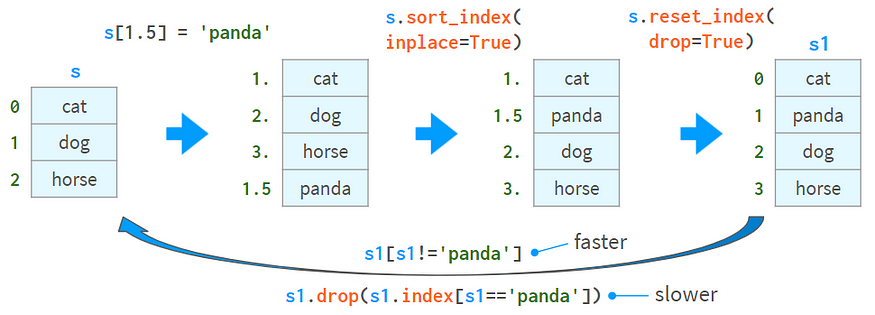 s[1.5] = 'panda'
s.sort_index(
inplace=True)
s.reset_index(
drop=True)
s
0 cat
1 dog
2 horse
1. cat
2. dog
3. horse
1.5 panda
1. cat
1.5 panda
2. dog
3. horse
s1
0 cat
1 panda
2 dog
3 horse
s1[s1!='panda'] faster
s1.drop(s1.index[s1=='panda']) slower